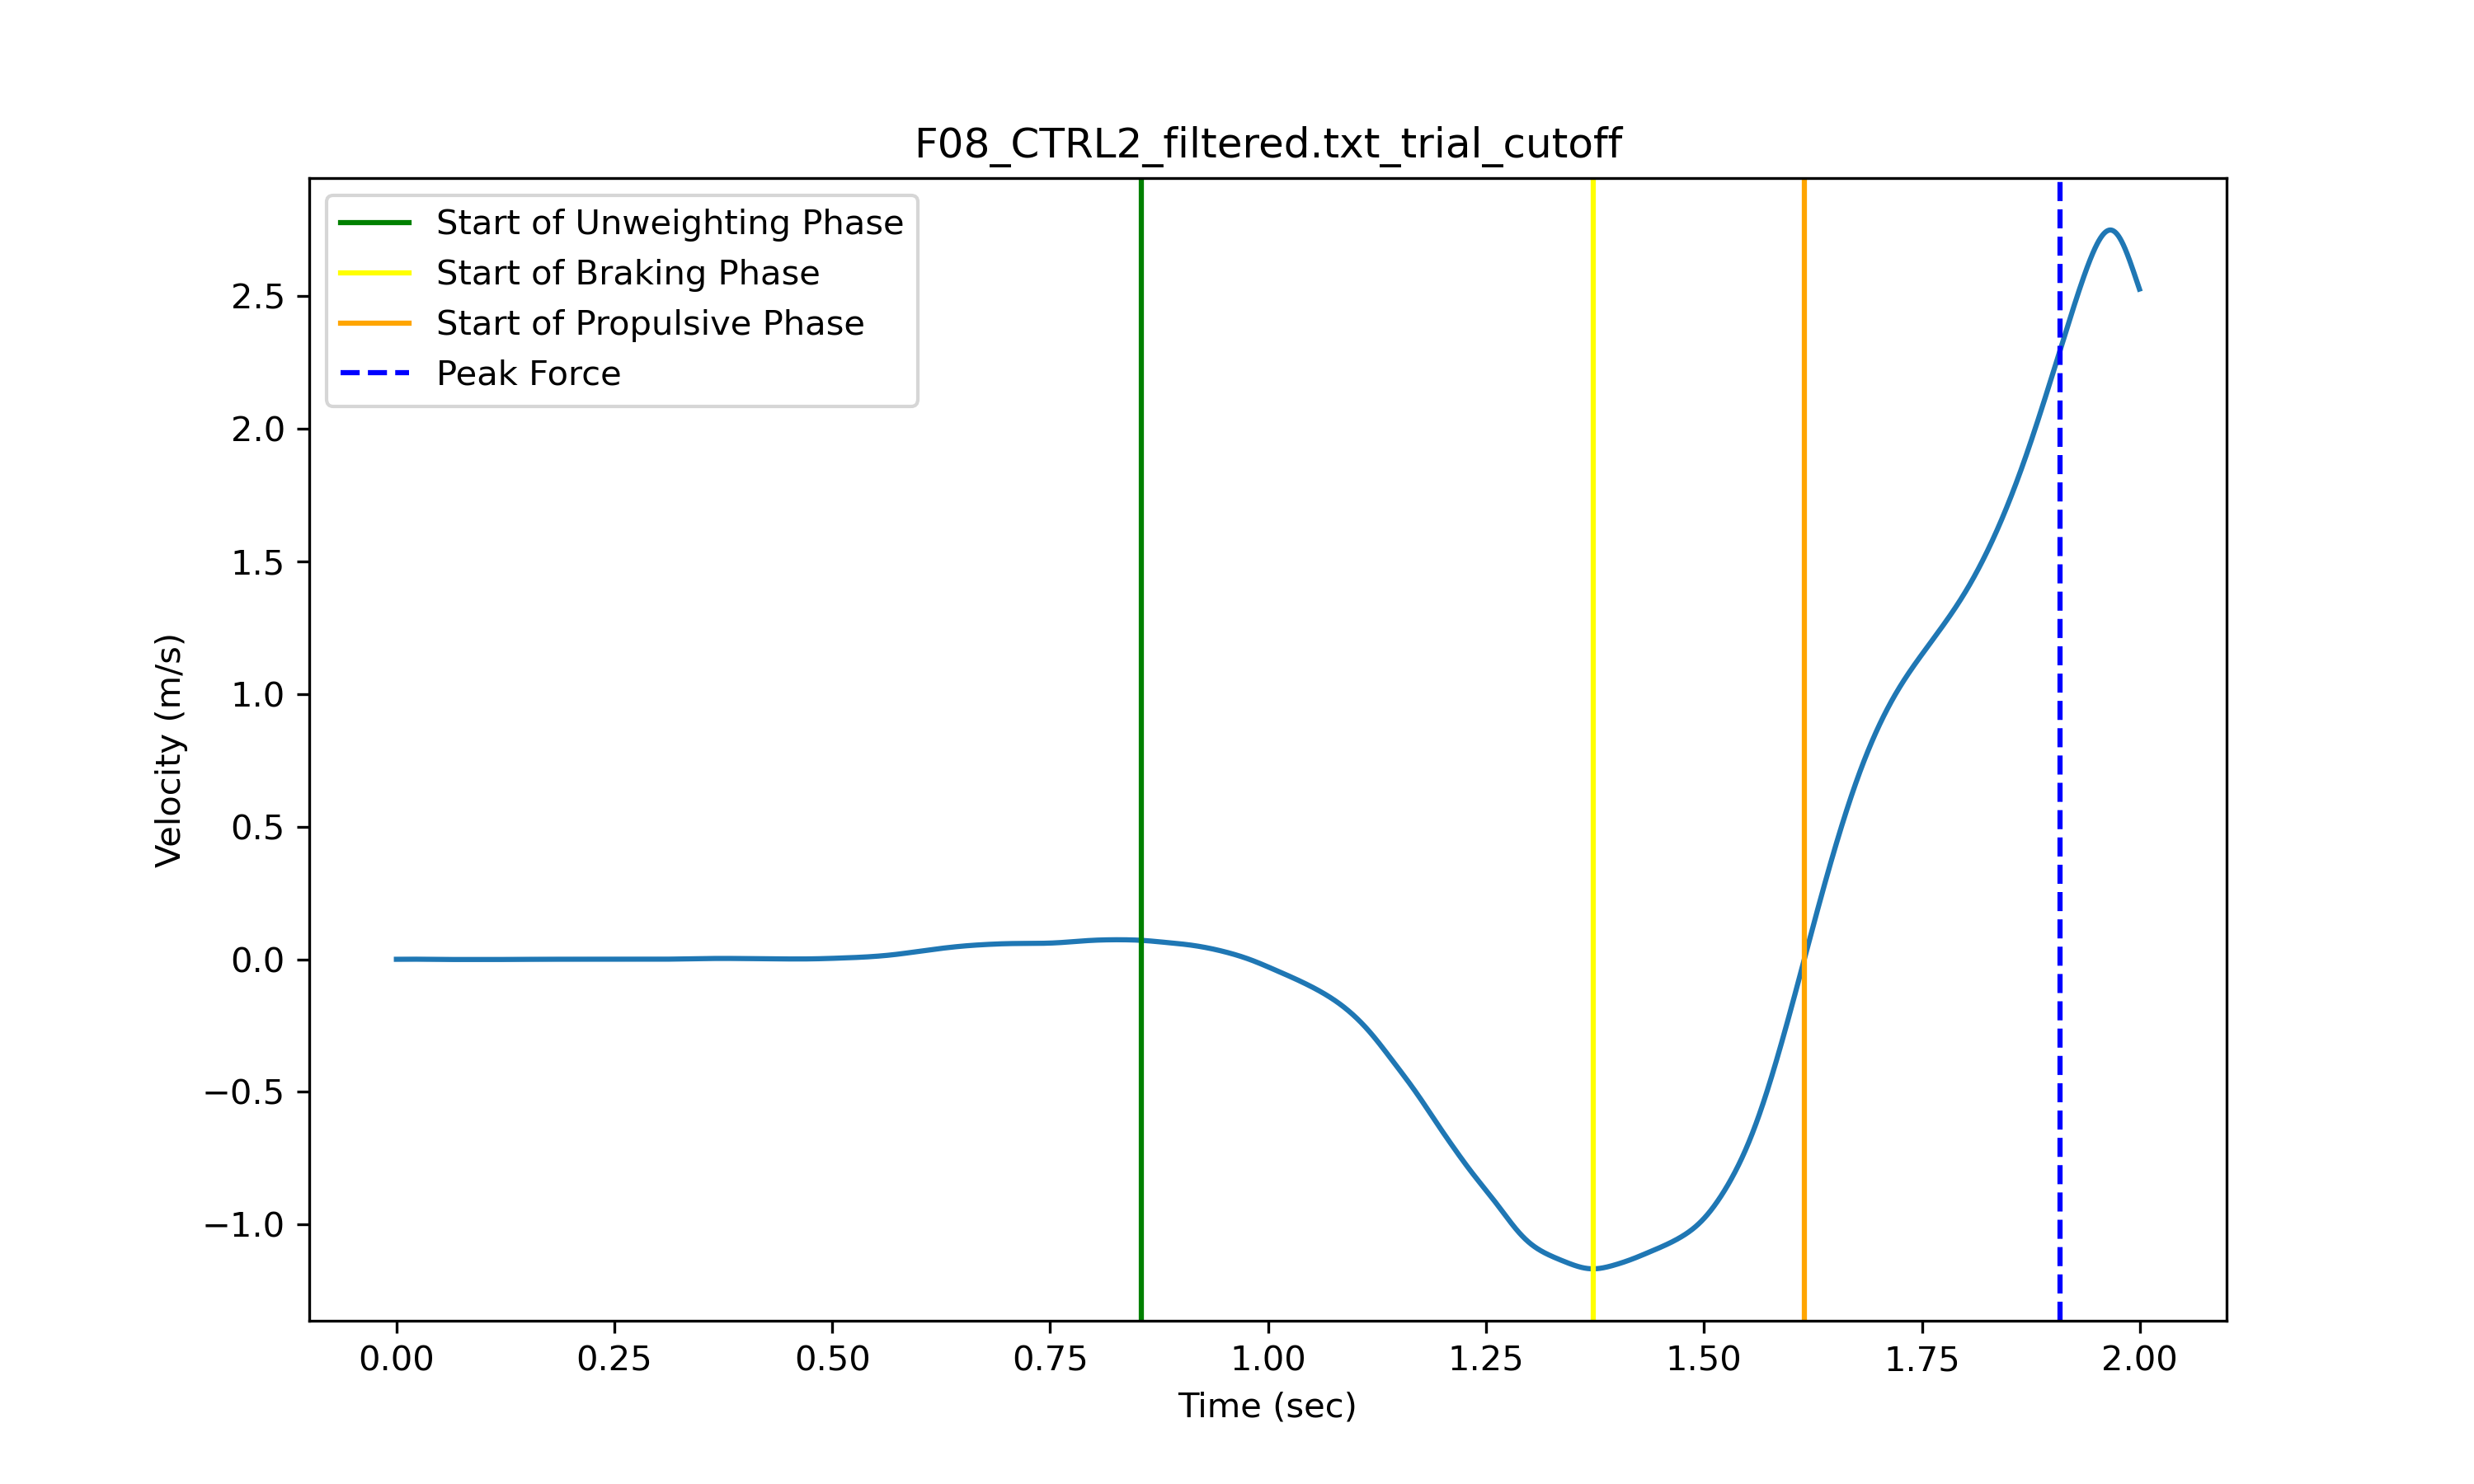 F08_CTRL2_filtered.txt_trial_cutoff
Start of Unweighting Phase
Start of Braking Phase
Start of Propulsive Phase
Peak Force
2.5
2.0
1.5
1.0
0.5
0.0
−0.5
−1.0
Velocity (m/s)
0.00 0.25 0.50 0.75 1.00 1.25 1.50 1.75 2.00
Time (sec)